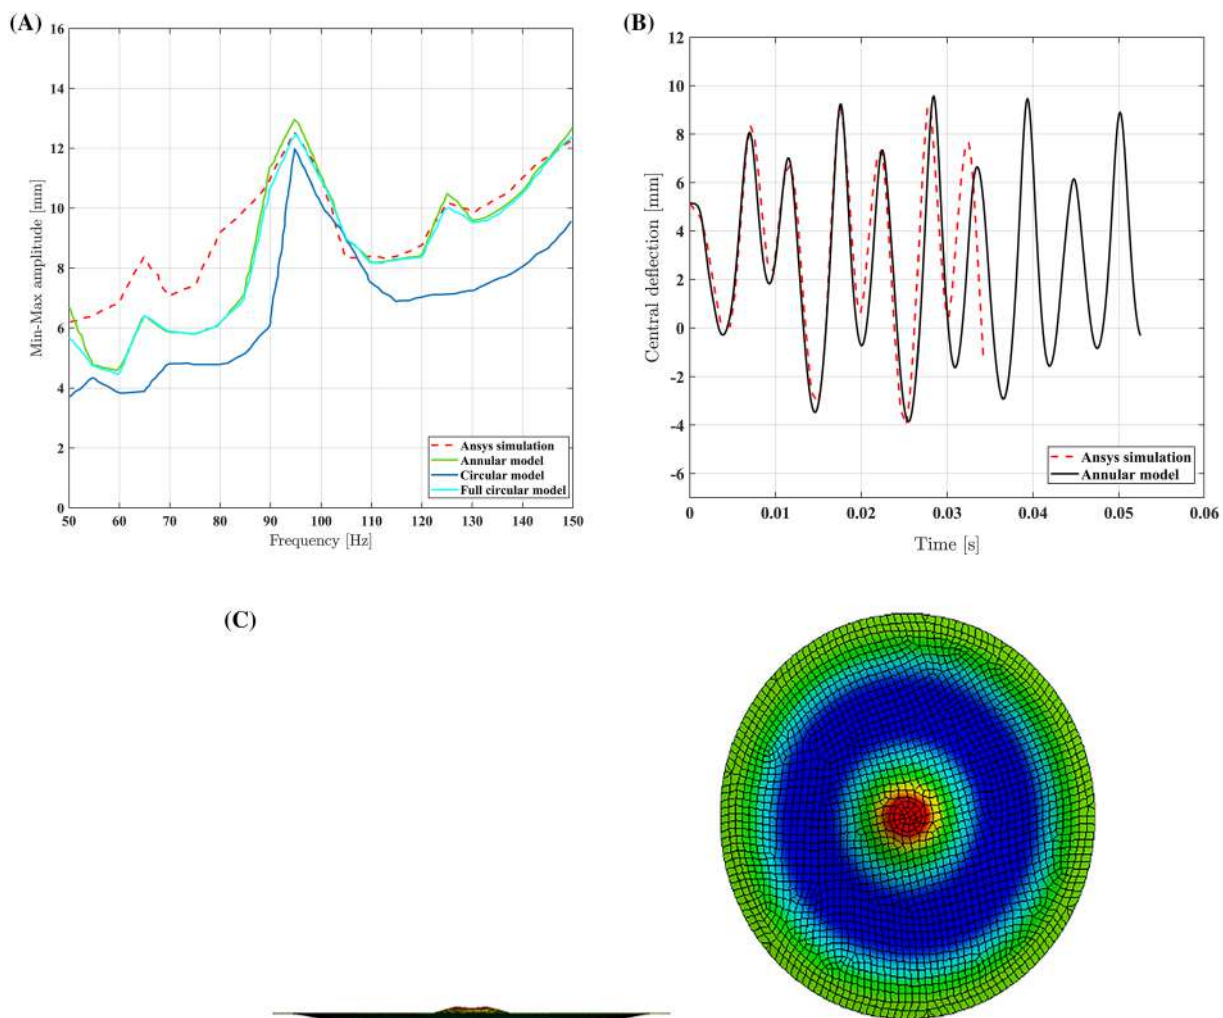 (A)
16
14
12
10
8
6
4
2
0
Min-Max amplitude [mm]
50 60 70 80 90 100 110 120 130 140 150
Frequency [Hz]
Ansys simulation
Annular model
Circular model
Full circular model
(B)
12
10
8
6
4
2
0
-2
-4
-6
Central deflection [mm]
0 0.01 0.02 0.03 0.04 0.05 0.06
Time [s]
Ansys simulation
Annular model
(C)